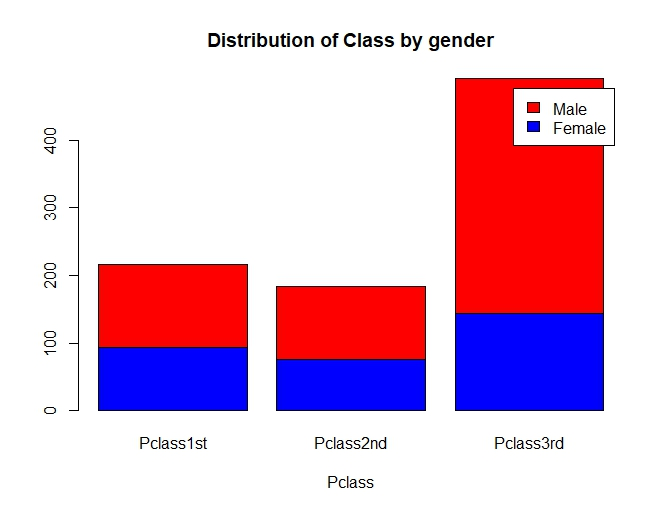 Distribution of Class by gender
Male
Female
400
300
200
100
0
Pclass1st Pclass2nd Pclass3rd
Pclass